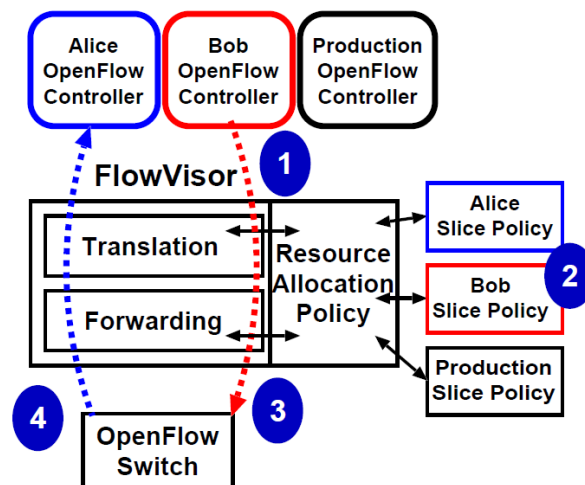 Alice
OpenFlow
Controller
Bob
OpenFlow
Controller
Production
OpenFlow
Controller
1
FlowVisor
Translation
Forwarding
Resource
Allocation
Policy
Alice
Slice Policy
2
Bob
Slice Policy
Production
Slice Policy
4
3
OpenFlow
Switch